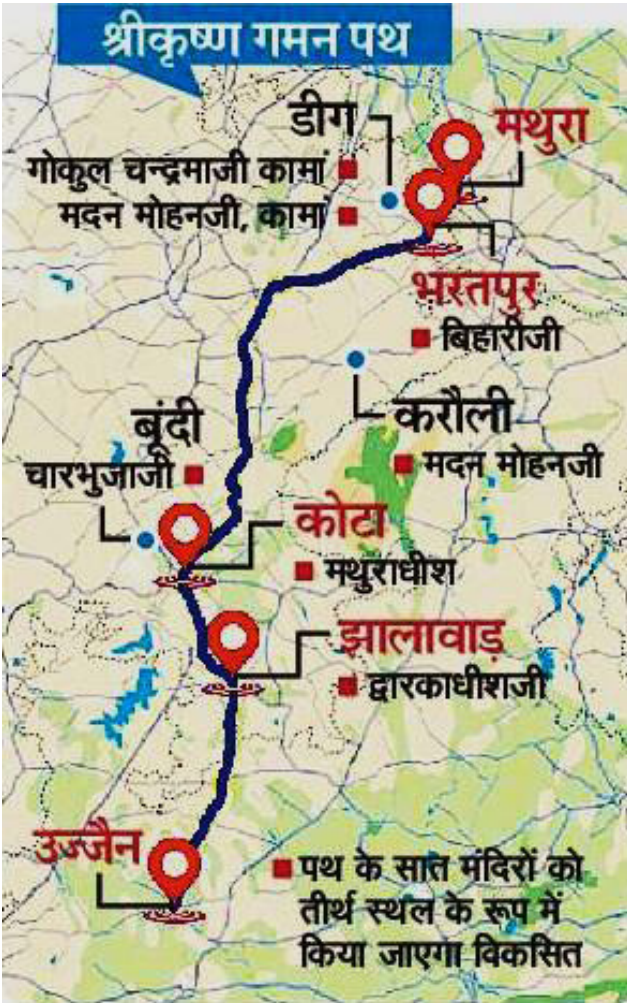 श्रीकृष्ण गमन पथ
डीग
मथुरा
गोकुल चन्द्रमाजी कामां
मदन मोहनजी, कामां
भरतपुर
बिहारीजी
बूंदी
चारभुजाजी
करौली
मदन मोहनजी
कोटा
मथुराधीश
झालावाड़
द्वारकाधीशजी
उज्जैन
पथ के सात मंदिरों को
तीर्थ स्थल के रूप में
किया जाएगा विकसित